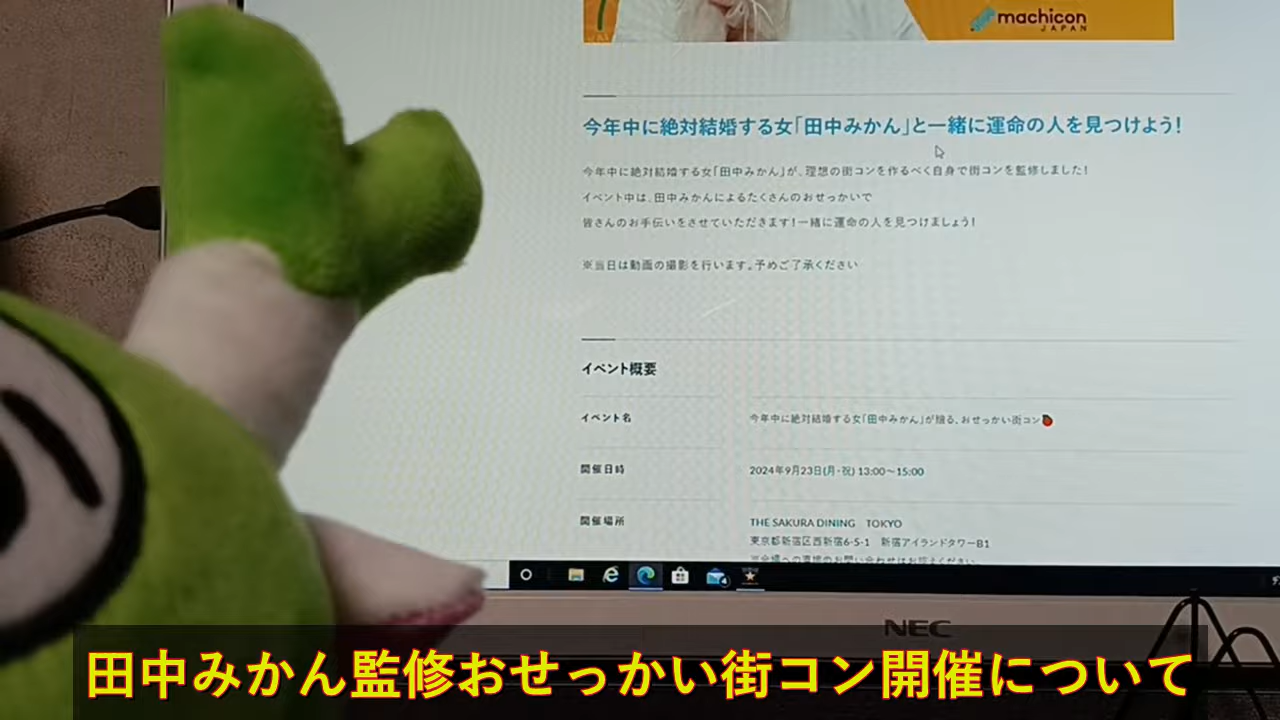 machicon
JAPAN
今年中に絶対結婚する女「田中みかん」と一緒に運命の人を見つけよう!
今年中に絶対結婚する女「田中みかん」が、理想の街コンを作るべく自身で街コンを監修しました!
イベント中は、田中みかんによるたくさんのおせっかいで
皆さんのお手伝いをさせていただきます!一緒に運命の人を見つけましょう!
※当日は動画の撮影を行います。予めご了承ください
イベント概要
イベント名
今年中に絶対結婚する女「田中みかん」が贈る、おせっかい街コン
開催日時
2024年9月23日(月・祝) 13:00〜15:00
開催場所
THE SAKURA DINING TOKYO
東京都新宿区西新宿6-5-1 新宿アイランドタワーB1
NEC
田中みかん監修おせっかい街コン開催について